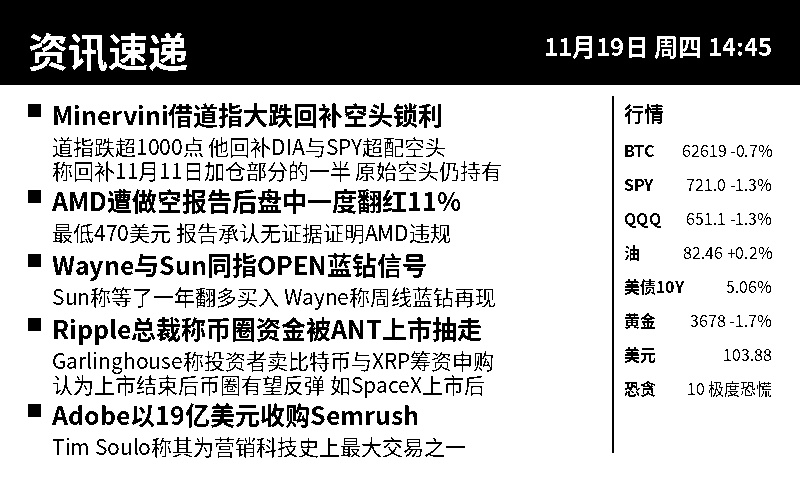 资讯速递
11月19日 周四 14:45
Minervini借道指大跌回补空头锁利
道指跌超1000点 他回补DIA与SPY超配空头
称回补11月11日加仓部分的一半 原始空头仍持有
AMD遭做空报告后盘中一度翻红11%
最低470美元 报告承认无证据证明AMD违规
Wayne与Sun同指OPEN蓝钻信号
Sun称等了一年翻多买入 Wayne称周线蓝钻再现
Ripple总裁称币圈资金被ANT上市抽走
Garlinghouse称投资者卖比特币与XRP筹资申购
认为上市结束后币圈有望反弹 如SpaceX上市后
Adobe以19亿美元收购Semrush
Tim Soulo称其为营销科技史上最大交易之一
行情
BTC 62619 -0.7%
SPY 721.0 -1.3%
QQQ 651.1 -1.3%
油 82.46 +0.2%
美债10Y 5.06%
黄金 3678 -1.7%
美元 103.88
恐贪 10 极度恐慌